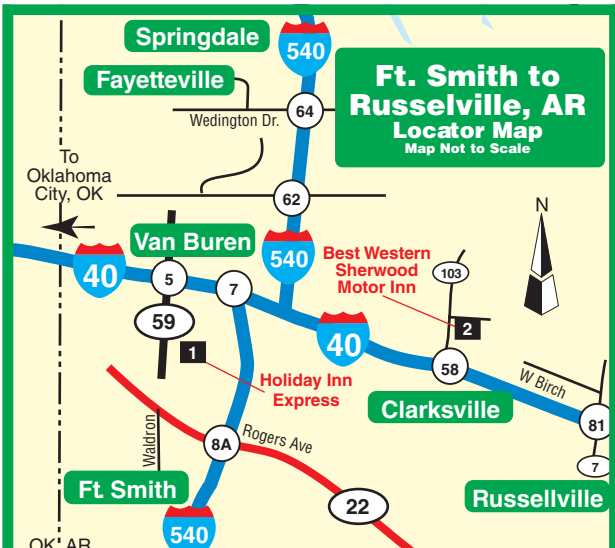 Springdale
540
Ft. Smith to
Russelville, AR
Locator Map
Map Not to Scale
Fayetteville
64
Wedington Dr.
To
Oklahoma
City, OK
62
N
Van Buren
540
Best Western
Sherwood
Motor Inn
103
40
5
7
59
2
40
1
58
Holiday Inn
Express
W Birch
Clarksville
81
Waldron
8A
Rogers Ave
7
Ft. Smith
22
Russellville
540
OK AR